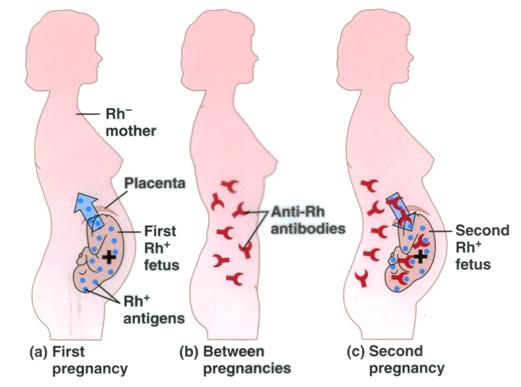 Rh⁻
mother
Placenta
First
Rh⁺
fetus
+
Rh⁺
antigens
(a) First
pregnancy
Anti-Rh
antibodies
(b) Between
pregnancies
Second
Rh⁺
fetus
+
(c) Second
pregnancy